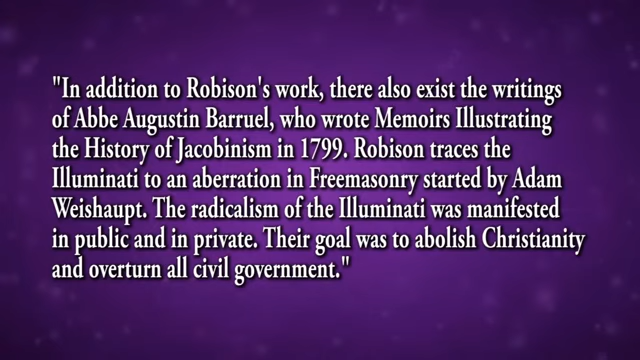 "In addition to Robison's work, there also exist the writings
of Abbe Augustin Barruel, who wrote Memoirs Illustrating
the History of Jacobinism in 1799. Robison traces the
Illuminati to an aberration in Freemasonry started by Adam
Weishaupt. The radicalism of the Illuminati was manifested
in public and in private. Their goal was to abolish Christianity
and overturn all civil government."